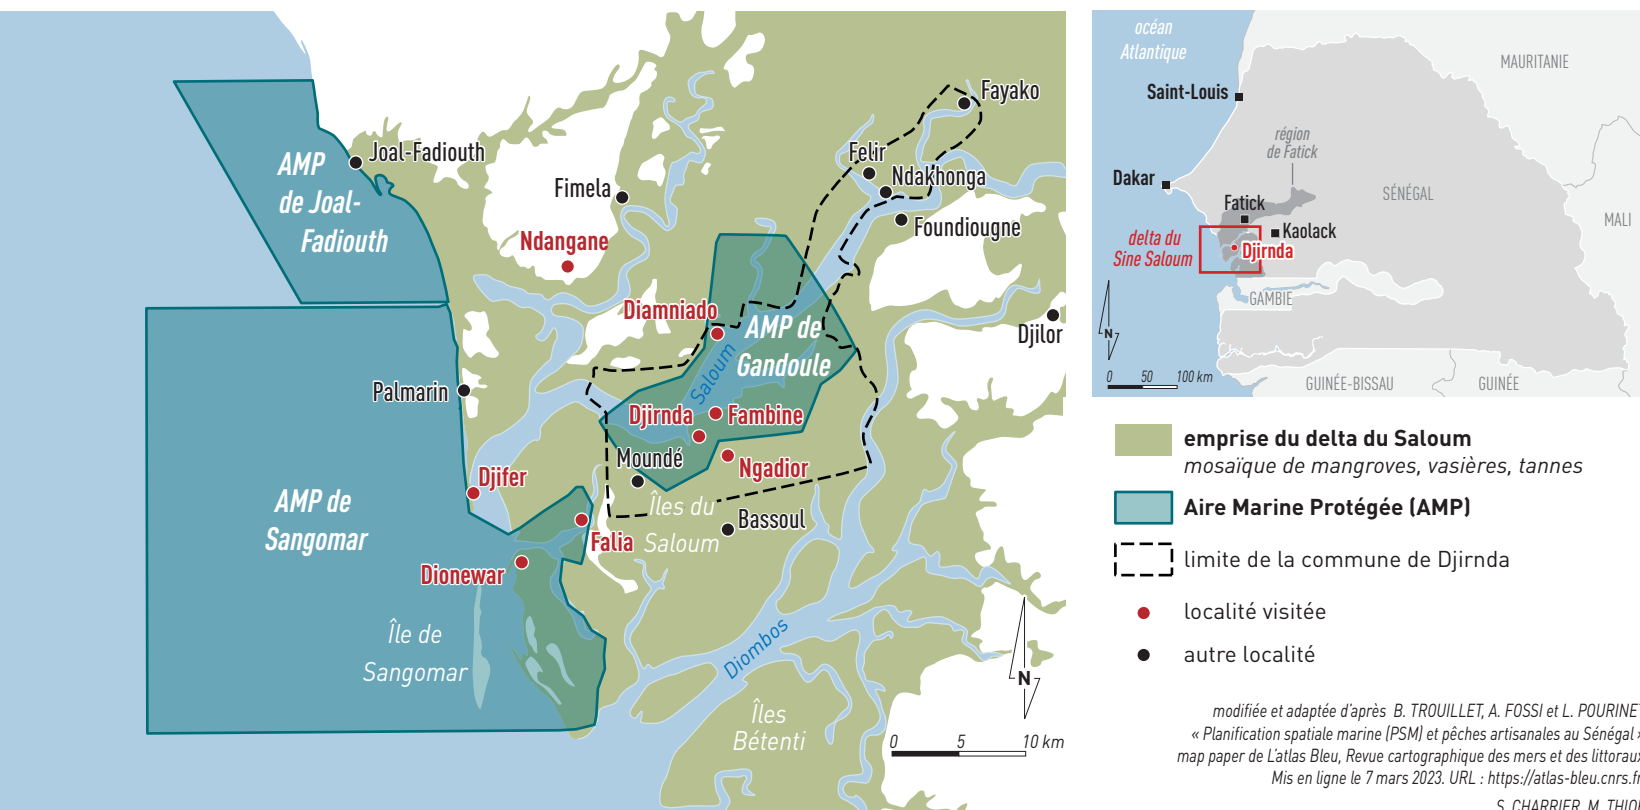 AMP
de Joal-
Fadiouth
Joal-Fadiouth
Fimela
Ndangane
Fayako
Felir
Ndakhonga
Foundiougne
Diamniado
AMP de
Gandoule
Saloum
Djilor
Palmarin
Djirnda
Fambine
Moundé
Ngadior
Djifer
AMP de
Sangomar
Îles du
Saloum
Bassoul
Falia
Dionewar
Île de
Sangomar
Diombos
Îles
Bétenti
N
0 5 10 km
océan
Atlantique
MAURITANIE
Saint-Louis
région
de Fatick
Dakar
SÉNÉGAL
Fatick
MALI
Kaolack
delta du
Sine Saloum
Djirnda
GAMBIE
N
0 50 100 km
GUINÉE-BISSAU
GUINÉE
emprise du delta du Saloum
mosaïque de mangroves, vasières, tannes
Aire Marine Protégée (AMP)
limite de la commune de Djirnda
localité visitée
autre localité
modifiée et adaptée d'après B. TROUILLET, A. FOSSI et L. POURINET
« Planification spatiale marine (PSM) et pêches artisanales au Sénégal »
map paper de L'atlas Bleu, Revue cartographique des mers et des littoraux
Mis en ligne le 7 mars 2023. URL : https://atlas-bleu.cnrs.fr
S. CHARRIER, M.